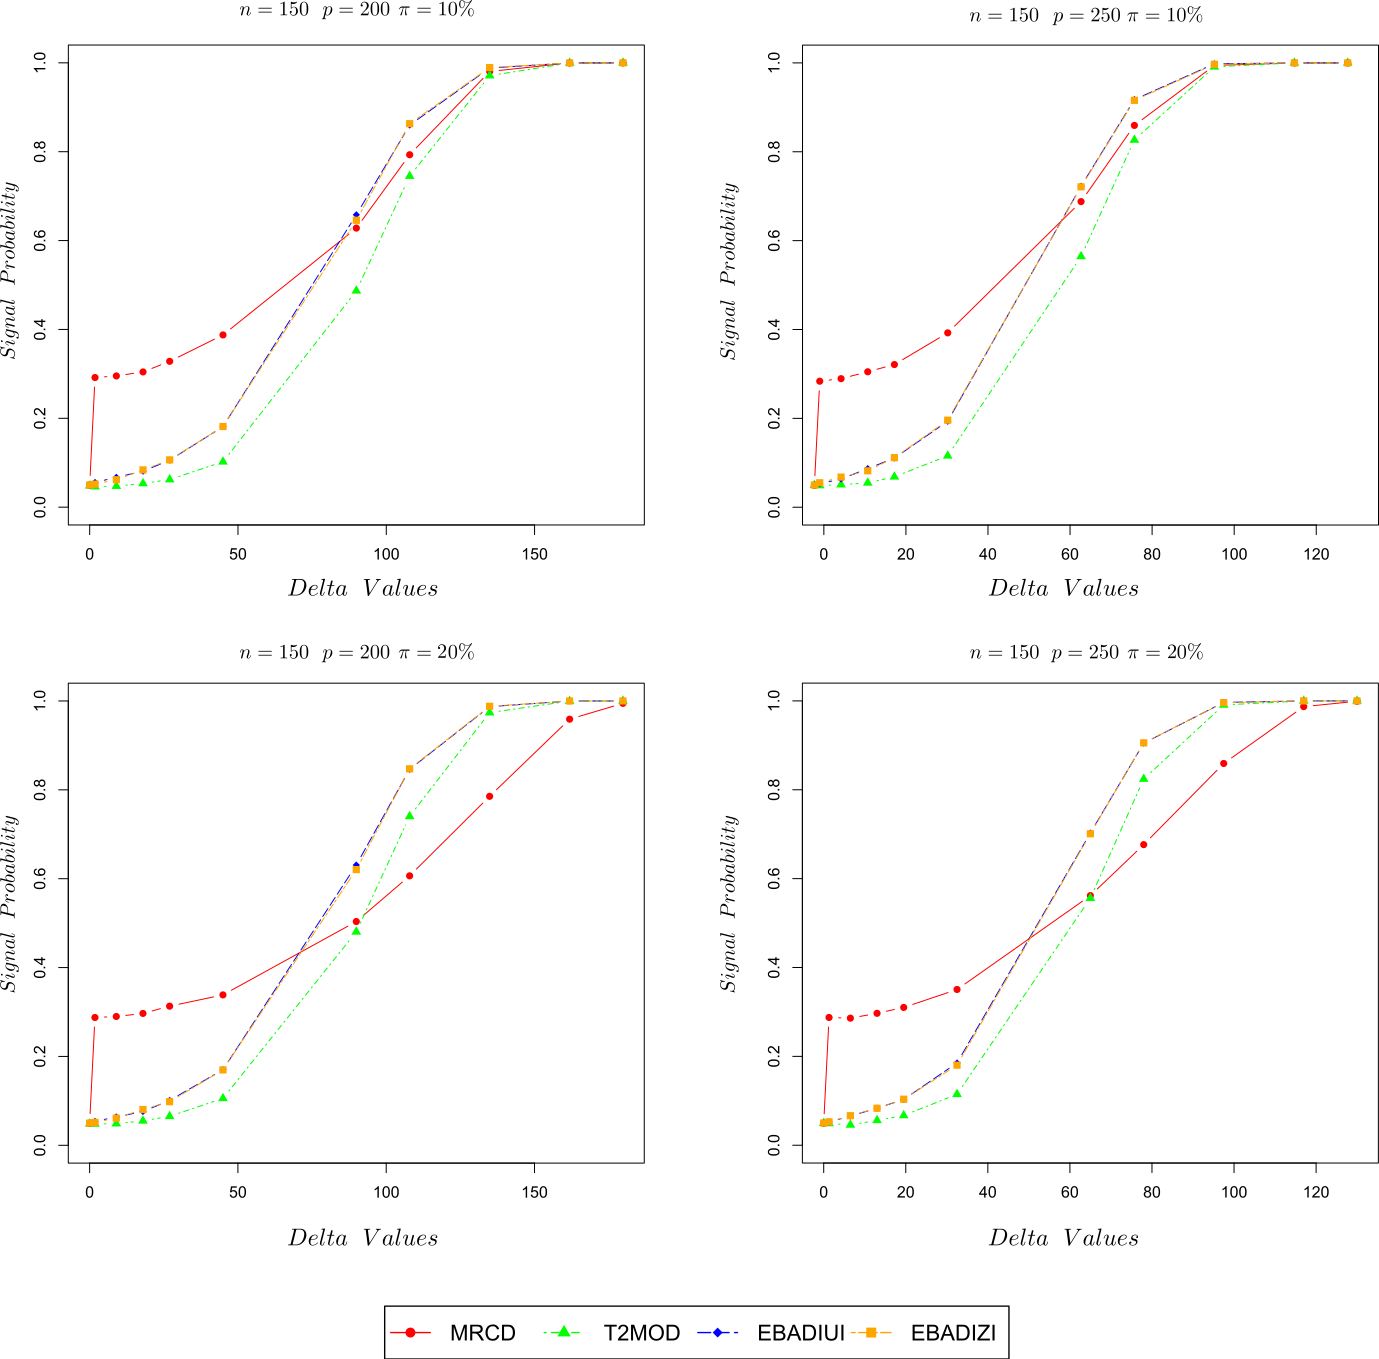 n = 150 p = 200 π = 10%
Signal Probability
0.0 0.2 0.4 0.6 0.8 1.0
0 50 100 150
Delta Values
n = 150 p = 250 π = 10%
Signal Probability
0.0 0.2 0.4 0.6 0.8 1.0
0 20 40 60 80 100 120
Delta Values
n = 150 p = 200 π = 20%
Signal Probability
0.0 0.2 0.4 0.6 0.8 1.0
0 50 100 150
Delta Values
n = 150 p = 250 π = 20%
Signal Probability
0.0 0.2 0.4 0.6 0.8 1.0
0 20 40 60 80 100 120
Delta Values
MRCD T2MOD EBADIUI EBADIZI